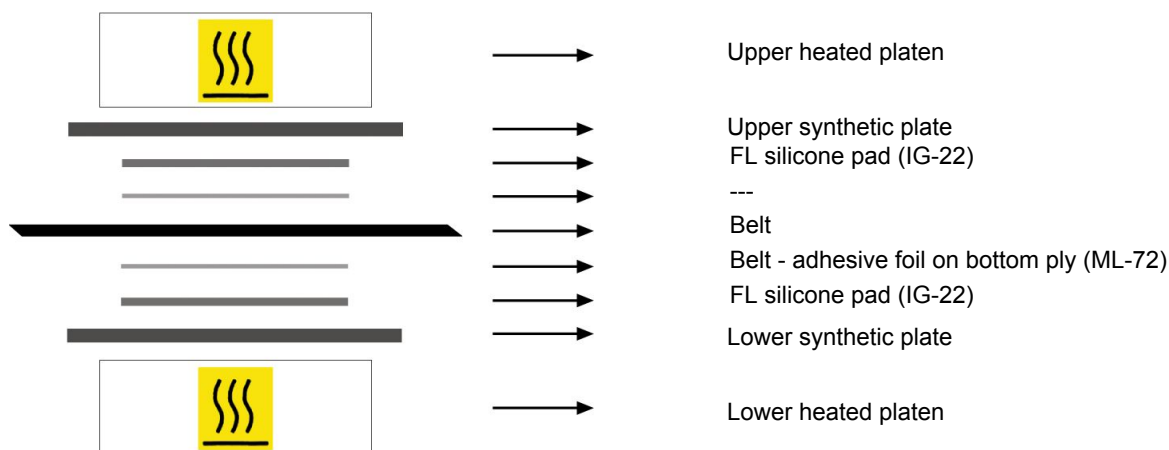 Upper heated platen
Upper synthetic plate
FL silicone pad (IG-22)
---
Belt
Belt - adhesive foil on bottom ply (ML-72)
FL silicone pad (IG-22)
Lower synthetic plate
Lower heated platen